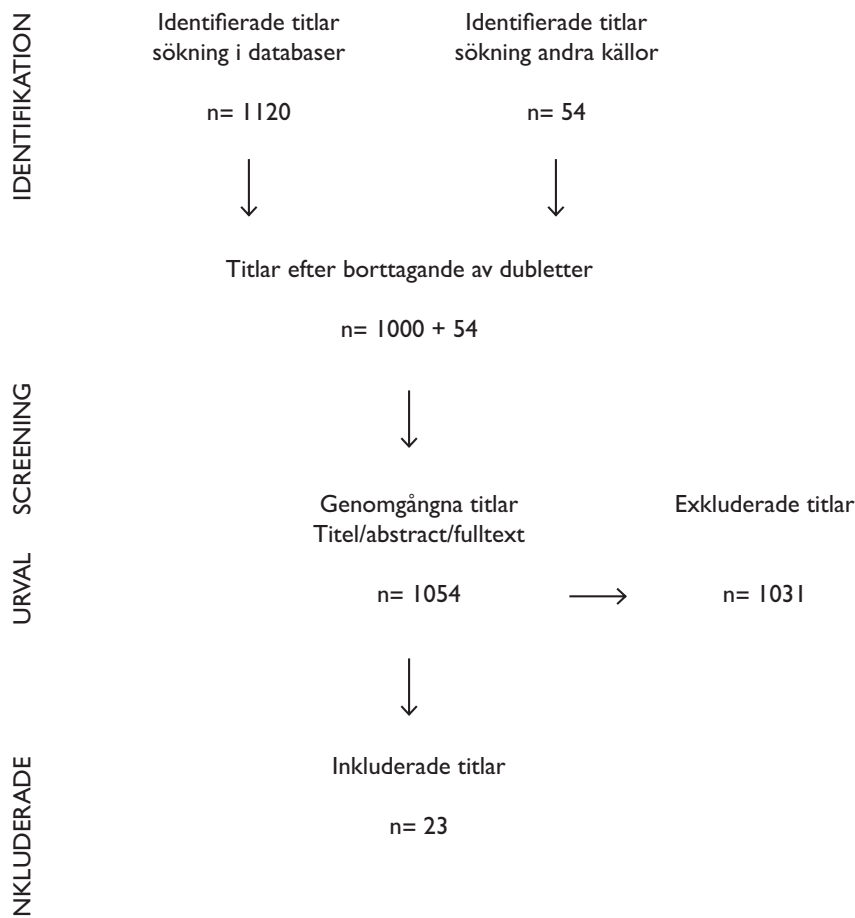 IDENTIFIKATION
Identifierade titlar
sökning i databaser
n= 1120
Identifierade titlar
sökning andra källor
n= 54
Titlar efter borttagande av dubletter
n= 1000 + 54
SCREENING
URVAL
Genomgångna titlar
Titel/abstract/fulltext
n= 1054
Exkluderade titlar
n= 1031
NKLUDERADE
Inkluderade titlar
n= 23